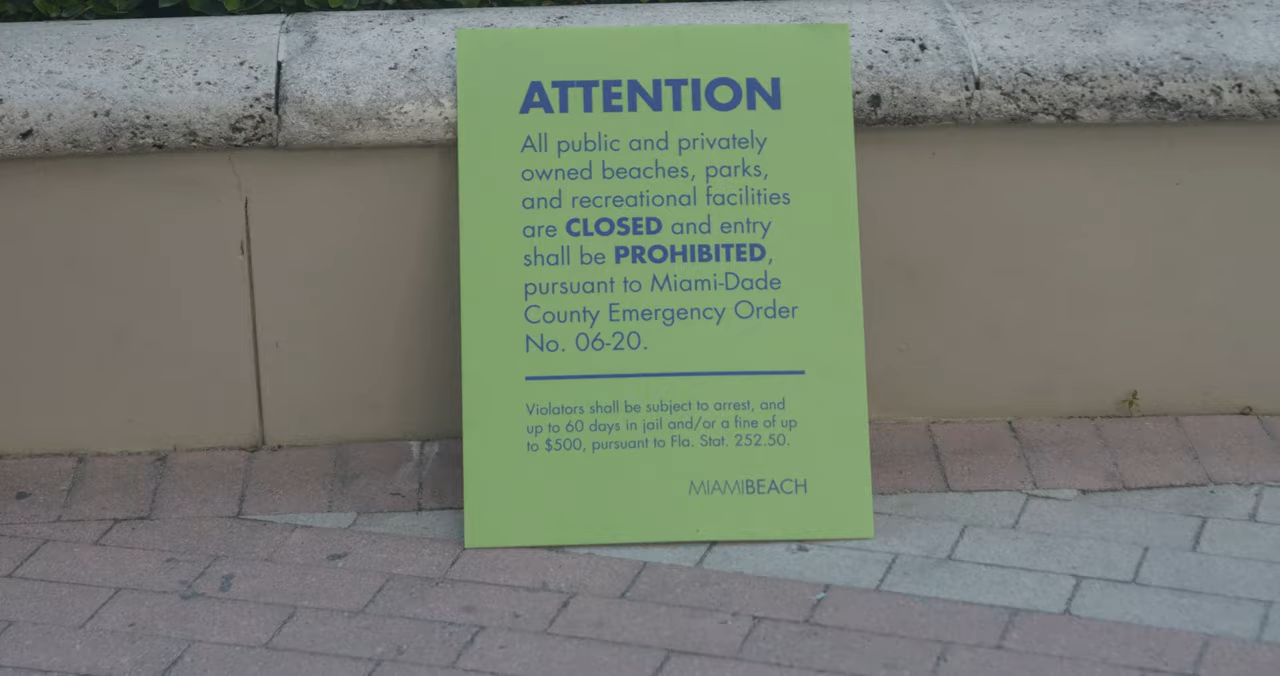 ATTENTION
All public and privately
owned beaches, parks,
and recreational facilities
are CLOSED and entry
shall be PROHIBITED,
pursuant to Miami-Dade
County Emergency Order
No. 06-20.
Violators shall be subject to arrest, and
up to 60 days in jail and/or a fine of up
to $500, pursuant to Fla. Stat. 252.50.
MIAMIBEACH